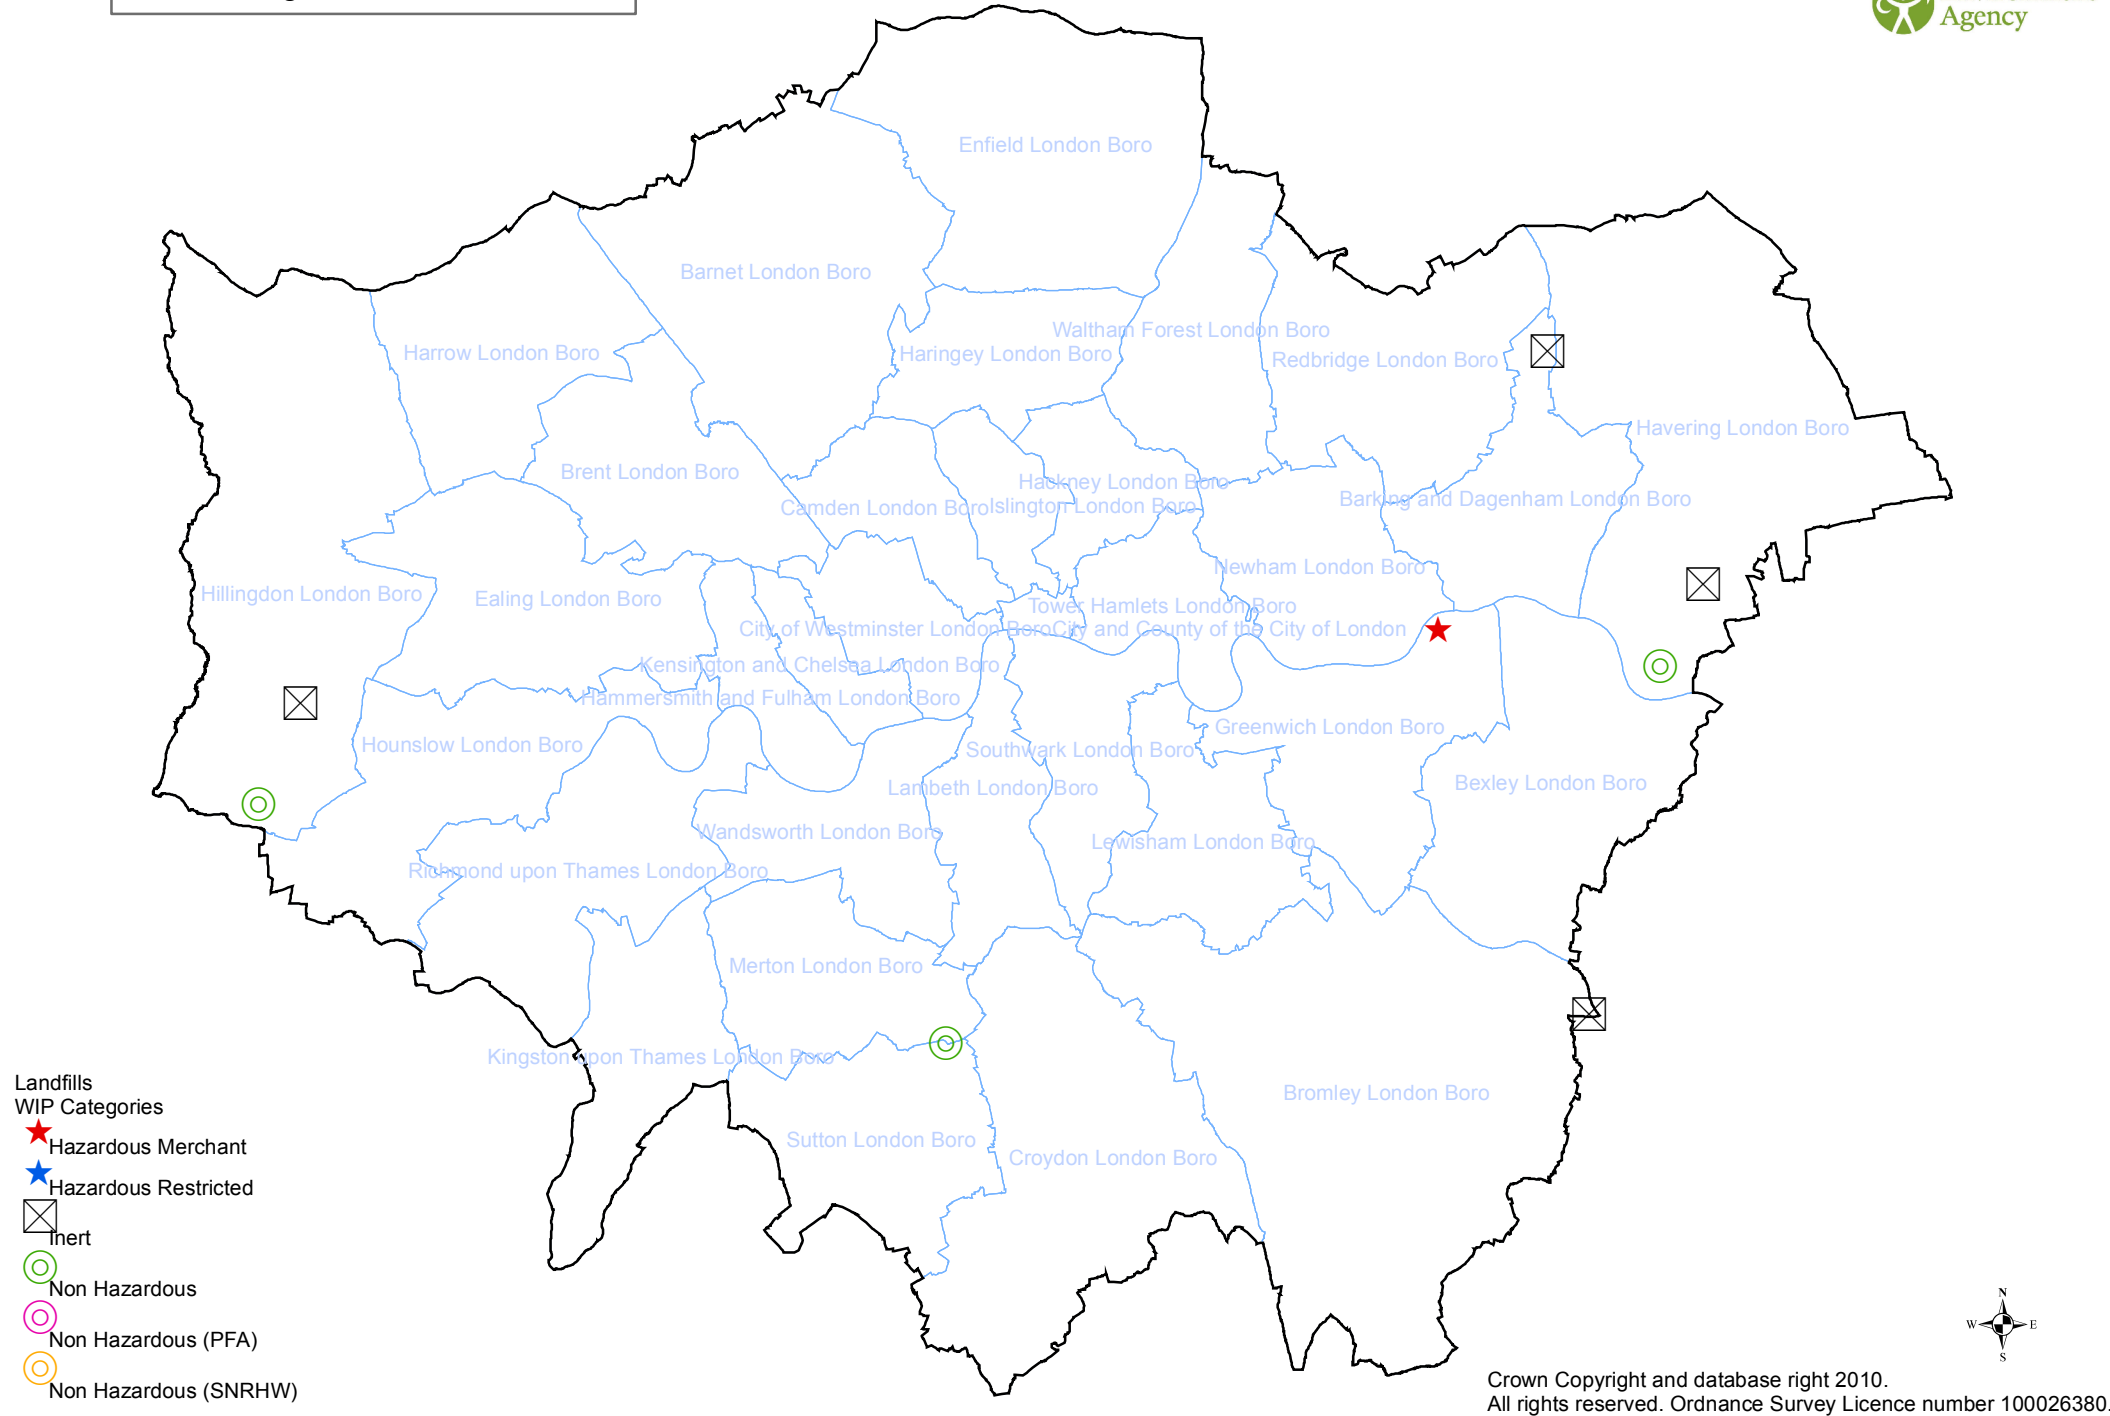 Agency
Enfield London Boro
Barnet London Boro
Waltham Forest London Boro
Harrow London Boro
Haringey London Boro
Redbridge London Boro
Havering London Boro
Brent London Boro
Hackney London Boro
Camden London Boro
Islington London Boro
Barking and Dagenham London Boro
Newham London Boro
Hillingdon London Boro
Ealing London Boro
Tower Hamlets London Boro
City of Westminster London Boro
City and County of the City of London
Kensington and Chelsea London Boro
Hammersmith and Fulham London Boro
Hounslow London Boro
Southwark London Boro
Greenwich London Boro
Lambeth London Boro
Bexley London Boro
Wandsworth London Boro
Lewisham London Boro
Richmond upon Thames London Boro
Merton London Boro
Kingston upon Thames London Boro
Bromley London Boro
Sutton London Boro
Croydon London Boro
Landfills
WIP Categories
Hazardous Merchant
Hazardous Restricted
Inert
Non Hazardous
Non Hazardous (PFA)
Non Hazardous (SNRHW)
N
W E
S
Crown Copyright and database right 2010.
All rights reserved. Ordnance Survey Licence number 100026380.